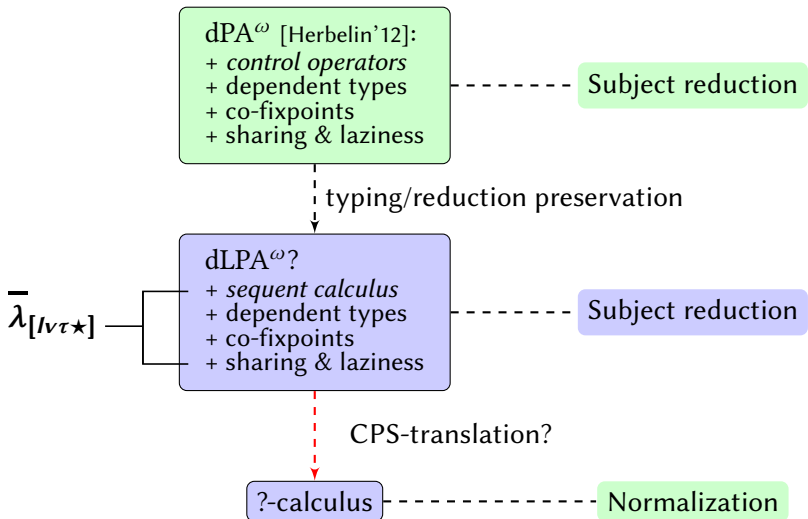 dPA^ω [Herbelin'12]:
+ control operators
+ dependent types
+ co-fixpoints
+ sharing & laziness
Subject reduction
typing/reduction preservation
dLPA^ω?
+ sequent calculus
+ dependent types
+ co-fixpoints
+ sharing & laziness
λ̅[lvτ★]
Subject reduction
CPS-translation?
?-calculus
Normalization